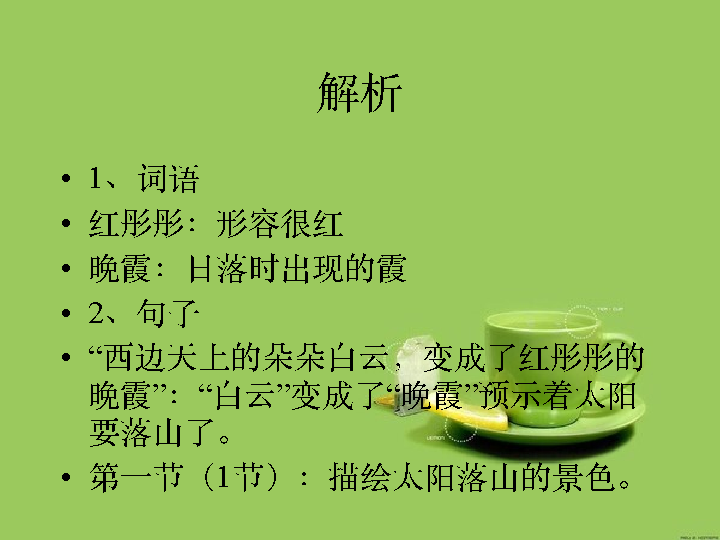 解析
• 1、词语
• 红彤彤：形容很红
• 晚霞：日落时出现的霞
• 2、句子
• “西边天上的朵朵白云，变成了红彤彤的
晚霞”：“白云”变成了“晚霞”预示着太阳
要落山了。
• 第一节（1节）：描绘太阳落山的景色。